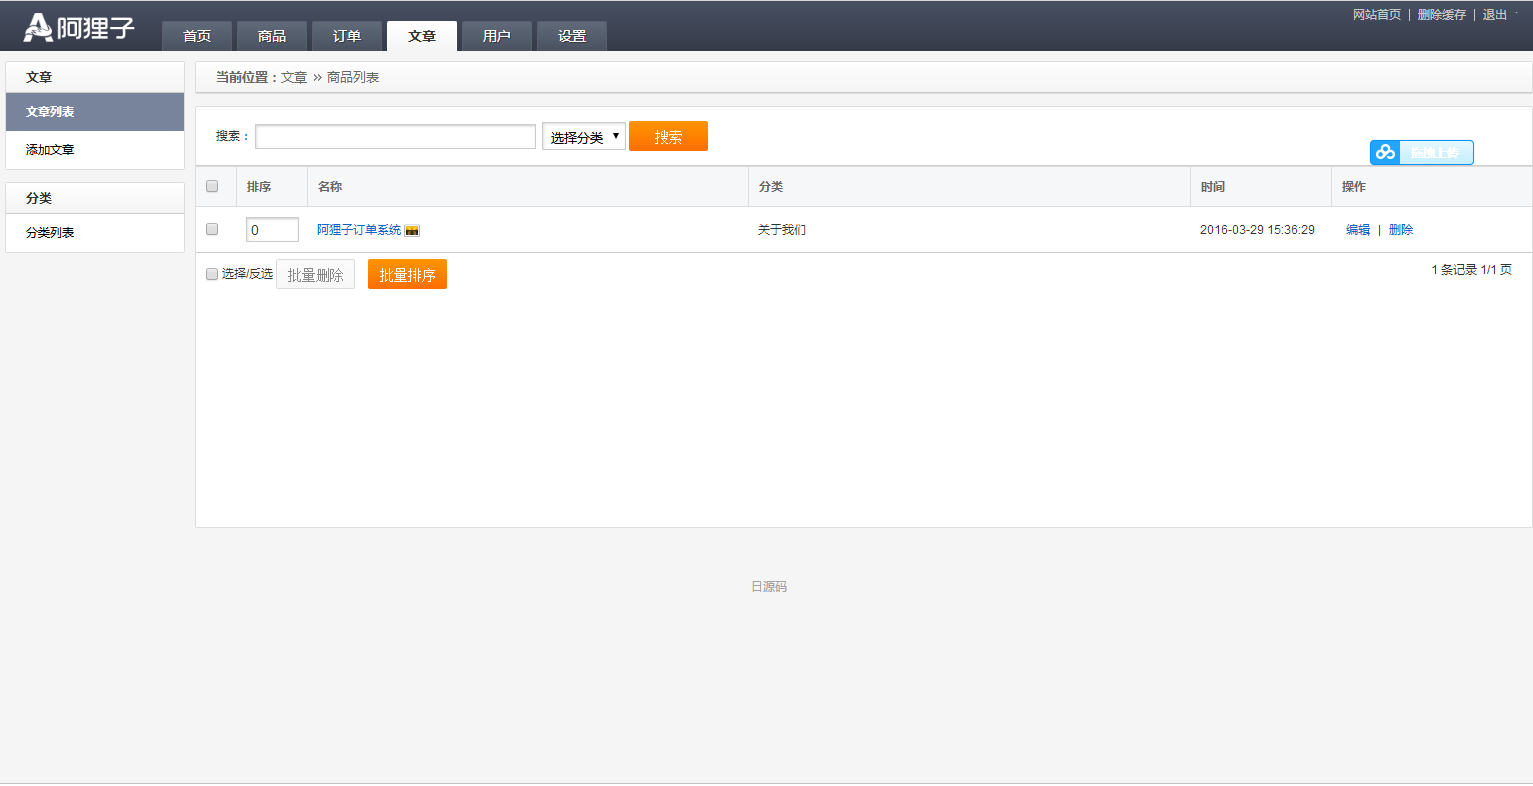 阿狸子
首页 商品 订单 文章 用户 设置
网站首页 | 删除缓存 | 退出
文章
文章列表
添加文章
分类
分类列表
当前位置：文章 » 商品列表
搜索： 选择分类 搜索
拖拽上传
排序 名称 分类 时间 操作
0 阿狸子订单系统 关于我们 2016-03-29 15:36:29 编辑 | 删除
选择/反选 批量删除 批量排序
1 条记录 1/1 页
日源码